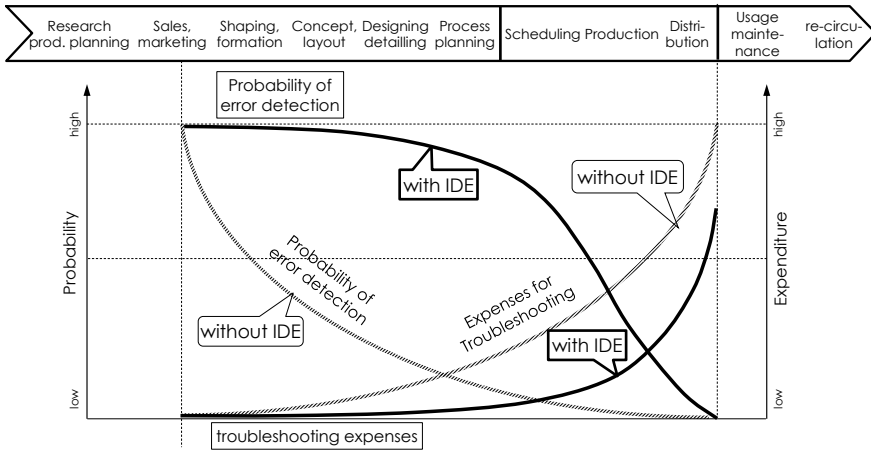 Research
prod. planning
Sales,
marketing
Shaping,
formation
Concept,
layout
Designing
detailling
Process
planning
Scheduling Production
Distri-
bution
Usage
mainte-
nance
re-circu-
lation
Probability of
error detection
high
high
with IDE
without IDE
Probability
Probability of
error detection
Expenses for
Troubleshooting
Expenditure
without IDE
with IDE
low
low
troubleshooting expenses